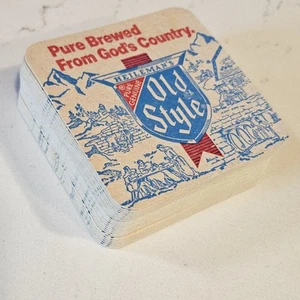 Pure Brewed
From God's Country.
HEILEMAN'S
Old
Style